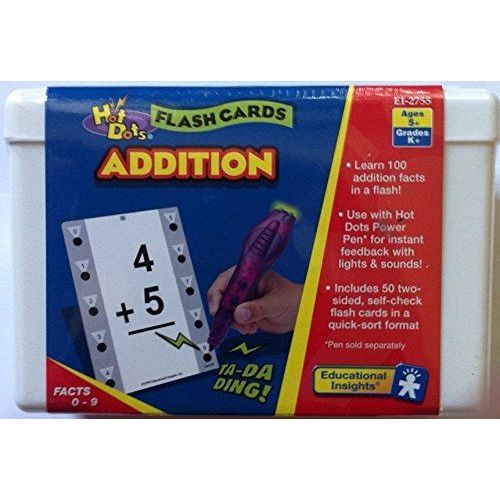 Hot Dots®
FLASH CARDS
ADDITION
EI-2755
Ages 5+
Grades K+
• Learn 100
addition facts
in a flash!
• Use with Hot
Dots Power
Pen* for instant
feedback with
lights & sounds!
• Includes 50 two-
sided, self-check
flash cards in a
quick-sort format
*Pen sold separately
4
+ 5
TA-DA
DING!
FACTS
0 - 9
Educational
Insights®